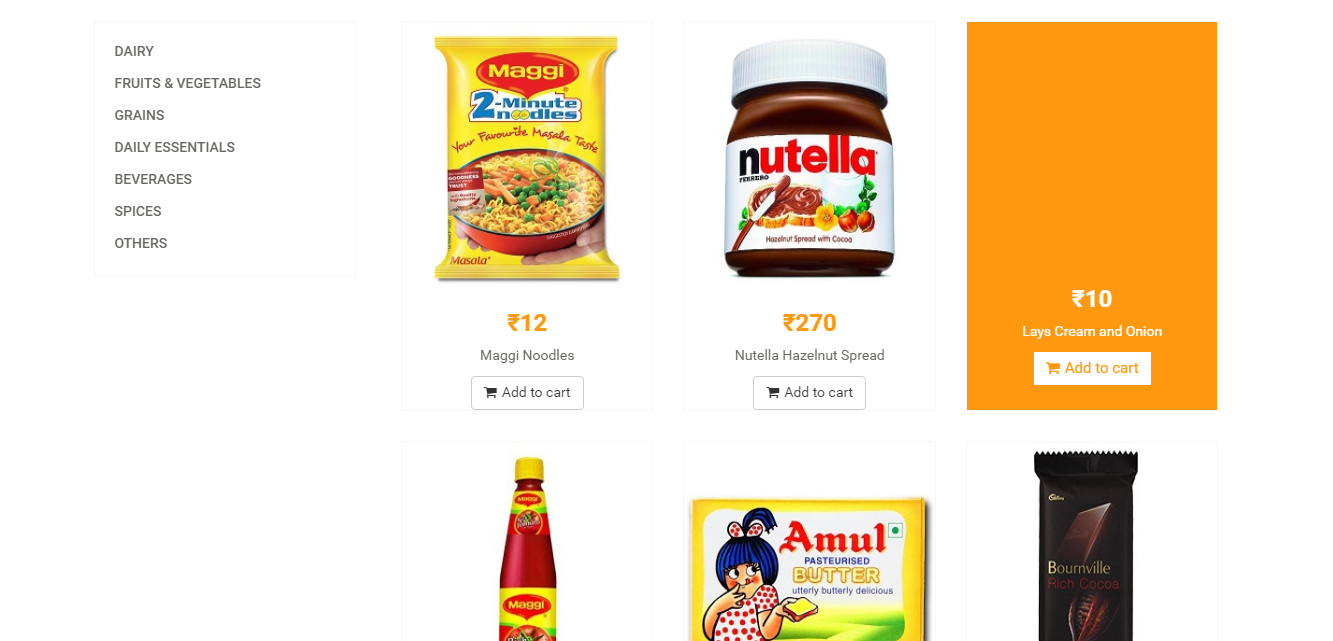 DAIRY
FRUITS & VEGETABLES
GRAINS
DAILY ESSENTIALS
BEVERAGES
SPICES
OTHERS
Maggi
2-Minute
noodles
Your Favourite Masala Taste
GOODNESS
TRUST
Masala
₹12
Maggi Noodles
Add to cart
nutella
FERRERO
Hazelnut Spread with Cocoa
₹270
Nutella Hazelnut Spread
Add to cart
₹10
Lays Cream and Onion
Add to cart
Maggi
Maggi
Amul
PASTEURISED
BUTTER
utterly butterly delicious
Cadbury
Bournville
Rich Cocoa